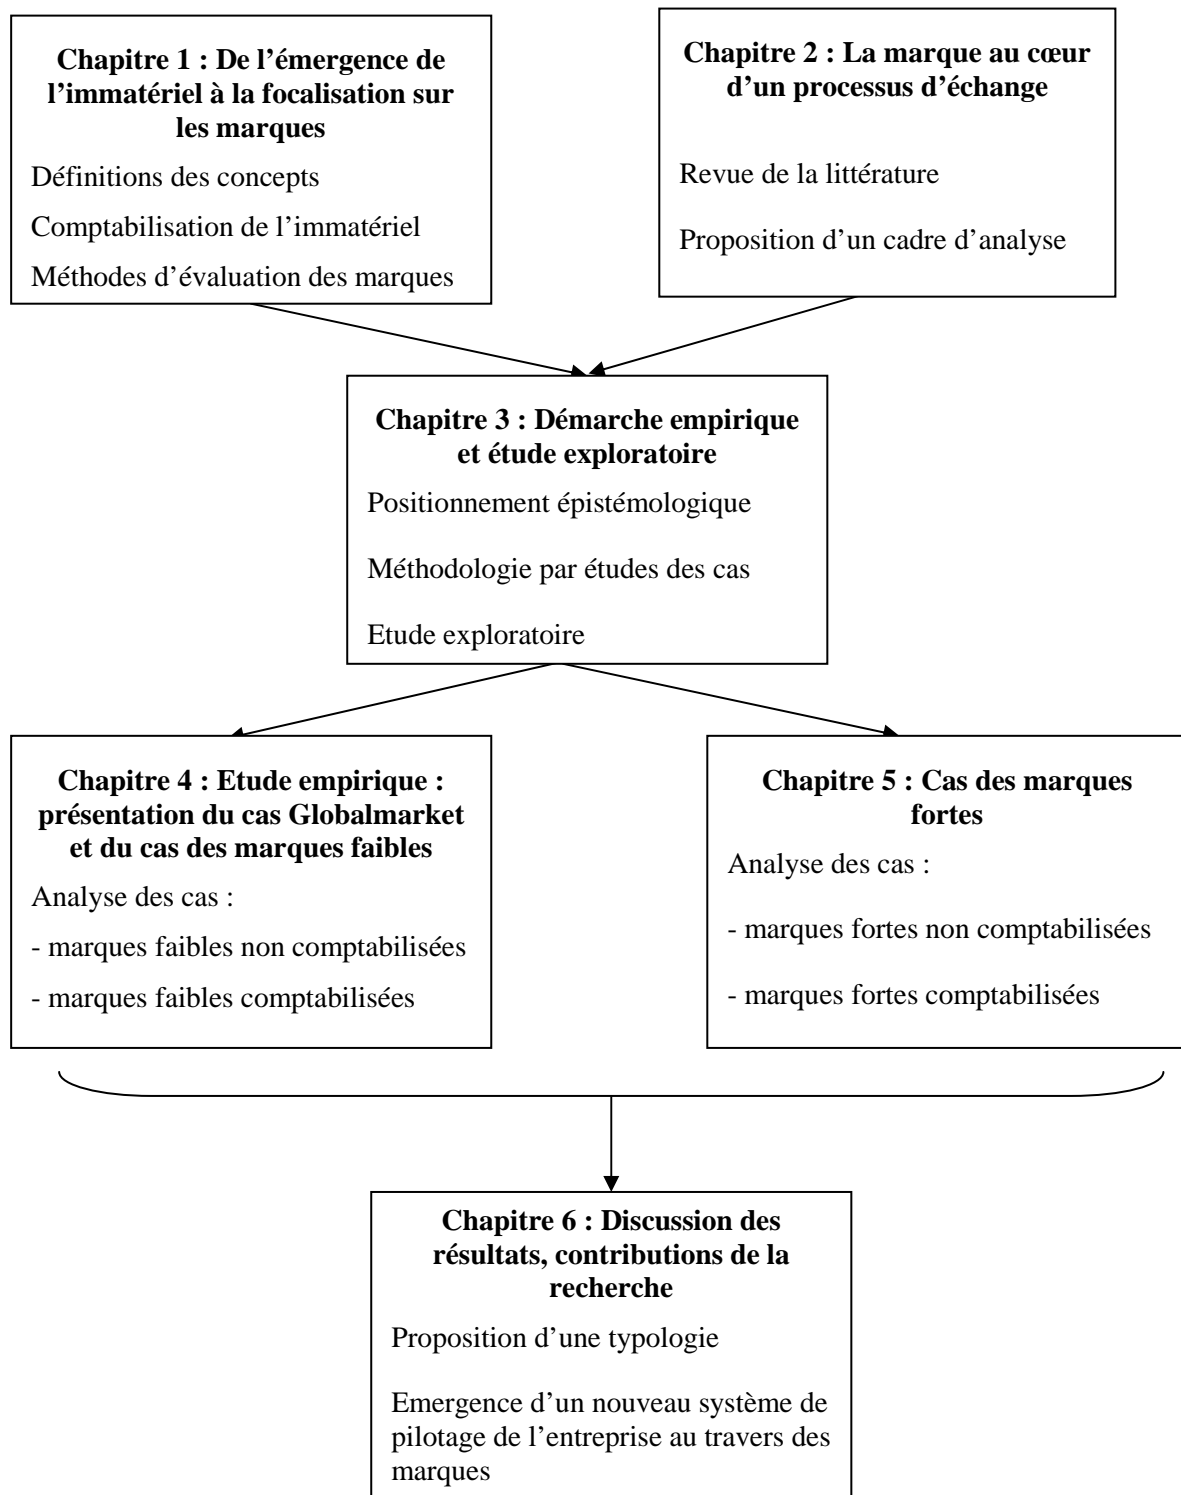 Chapitre 1 : De l’émergence de
l’immatériel à la focalisation sur
les marques
Définitions des concepts
Comptabilisation de l’immatériel
Méthodes d’évaluation des marques
Chapitre 2 : La marque au cœur
d’un processus d’échange
Revue de la littérature
Proposition d’un cadre d’analyse
Chapitre 3 : Démarche empirique
et étude exploratoire
Positionnement épistémologique
Méthodologie par études des cas
Etude exploratoire
Chapitre 4 : Etude empirique :
présentation du cas Globalmarket
et du cas des marques faibles
Analyse des cas :
- marques faibles non comptabilisées
- marques faibles comptabilisées
Chapitre 5 : Cas des marques
fortes
Analyse des cas :
- marques fortes non comptabilisées
- marques fortes comptabilisées
Chapitre 6 : Discussion des
résultats, contributions de la
recherche
Proposition d’une typologie
Emergence d’un nouveau système de
pilotage de l’entreprise au travers des
marques